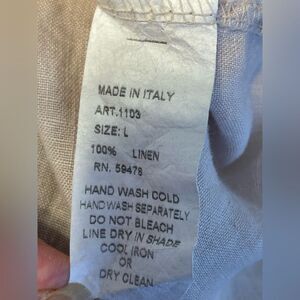 MADE IN ITALY
ART.1103
SIZE: L
100% LINEN
RN. 59478
HAND WASH COLD
HAND WASH SEPARATELY
DO NOT BLEACH
LINE DRY IN SHADE
COOL IRON
OR
DRY CLEAN